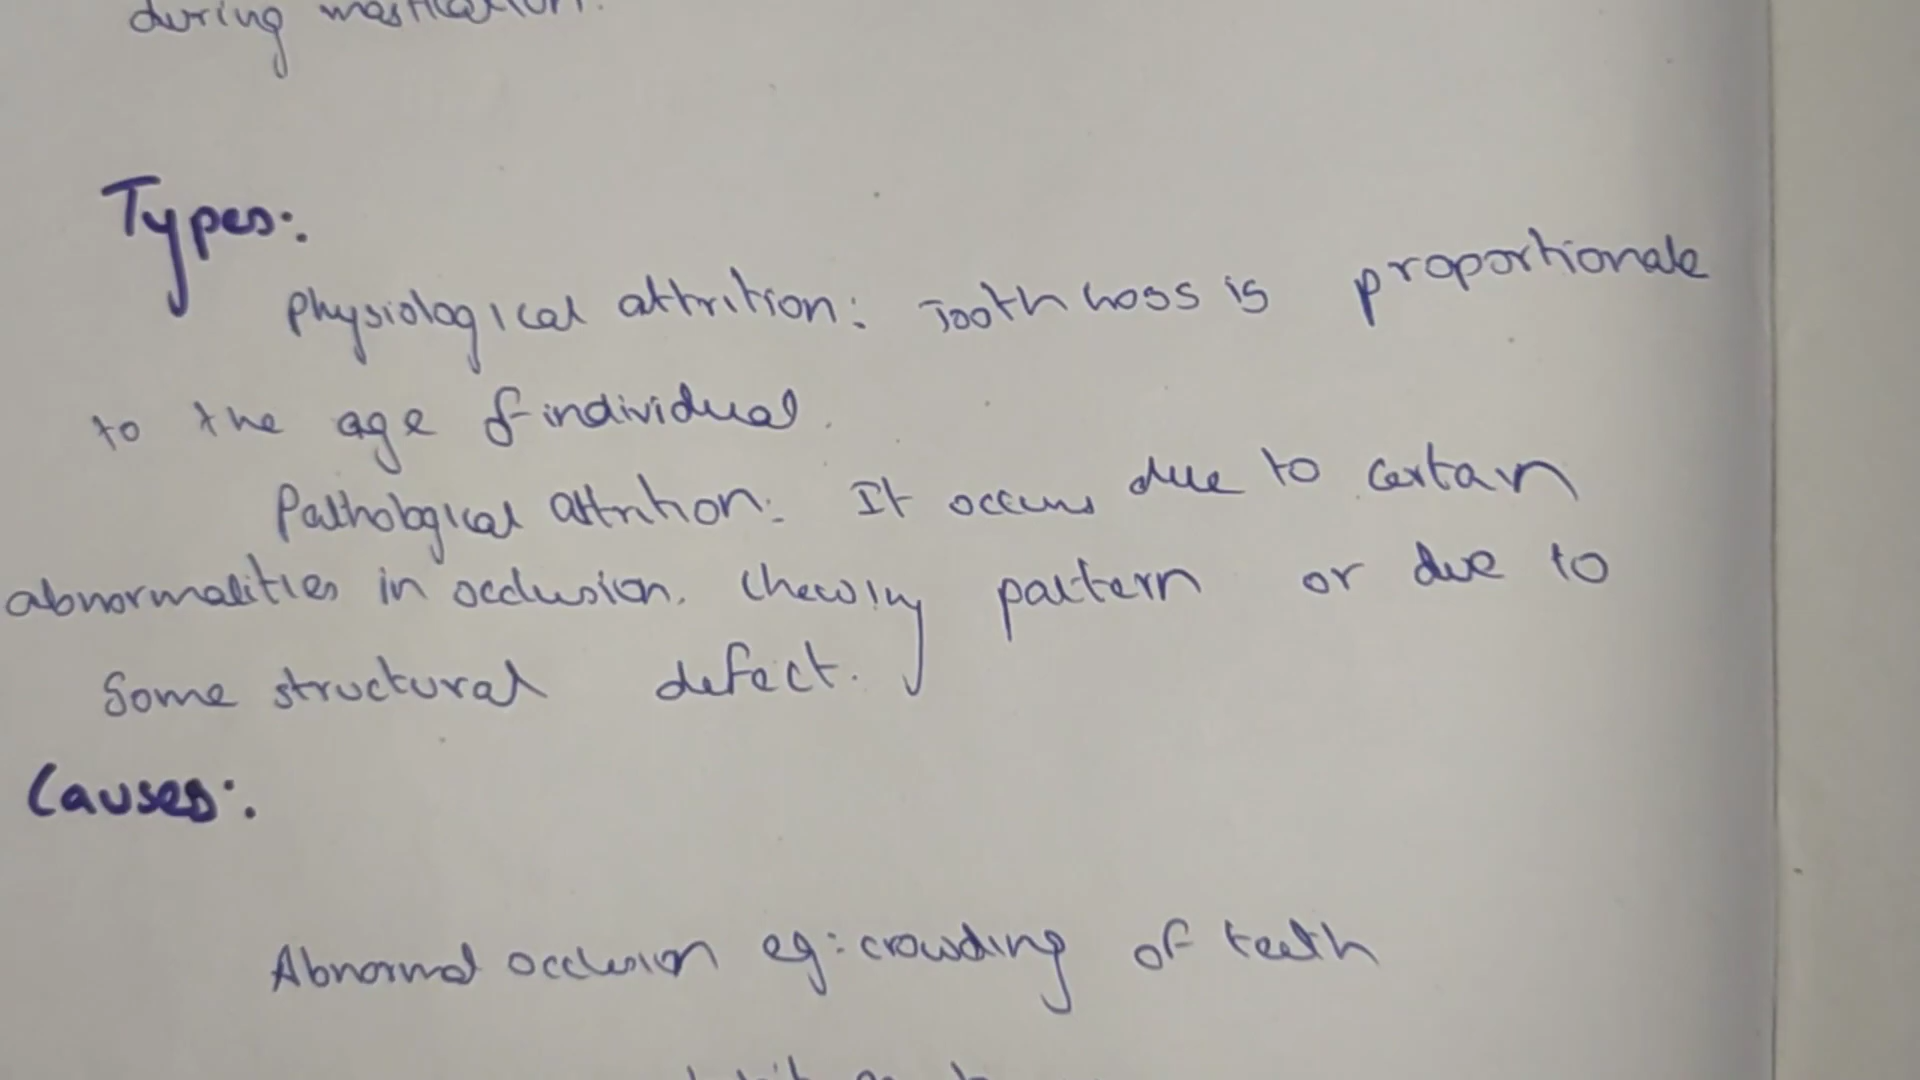 during mastication.
Types:
Physiological attrition: Tooth loss is proportionate
to the age of individual.
Pathological attrition: It occurs due to certain
abnormalities in occlusion, chewing pattern or due to
Some structural defect.
Causes:
Abnormal occlusion eg: crowding of teeth